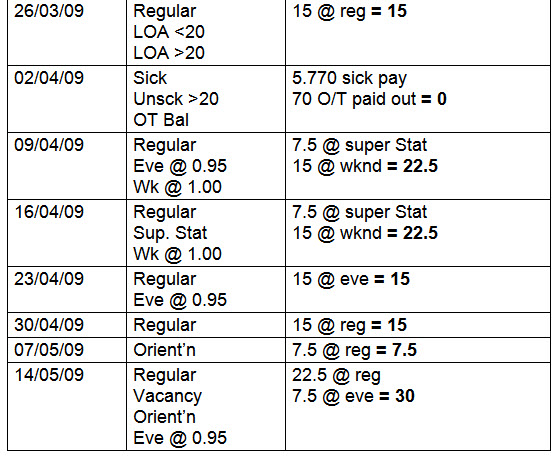 26/03/09 Regular 15 @ reg = 15
LOA <20
LOA >20
02/04/09 Sick 5.770 sick pay
Unsck >20 70 O/T paid out = 0
OT Bal
09/04/09 Regular 7.5 @ super Stat
Eve @ 0.95 15 @ wknd = 22.5
Wk @ 1.00
16/04/09 Regular 7.5 @ super Stat
Sup. Stat 15 @ wknd = 22.5
Wk @ 1.00
23/04/09 Regular 15 @ eve = 15
Eve @ 0.95
30/04/09 Regular 15 @ reg = 15
07/05/09 Orient’n 7.5 @ reg = 7.5
14/05/09 Regular 22.5 @ reg
Vacancy 7.5 @ eve = 30
Orient’n
Eve @ 0.95